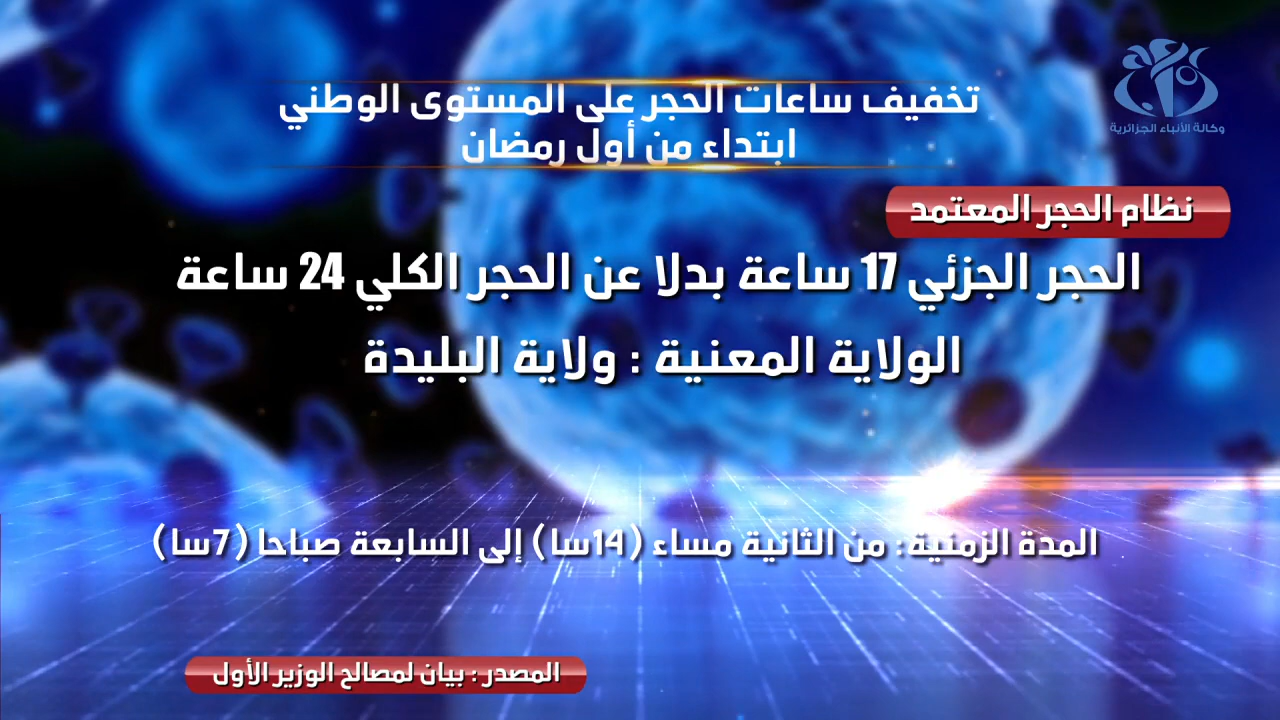 وكالة الأنباء الجزائرية
تخفيف ساعات الحجر على المستوى الوطني
ابتداء من أول رمضان
نظام الحجر المعتمد
الحجر الجزئي 17 ساعة بدلا عن الحجر الكلي 24 ساعة
الولاية المعنية : ولاية البليدة
المدة الزمنية: من الثانية مساء (14سا) إلى السابعة صباحا (7سا)
المصدر : بيان لمصالح الوزير الأول